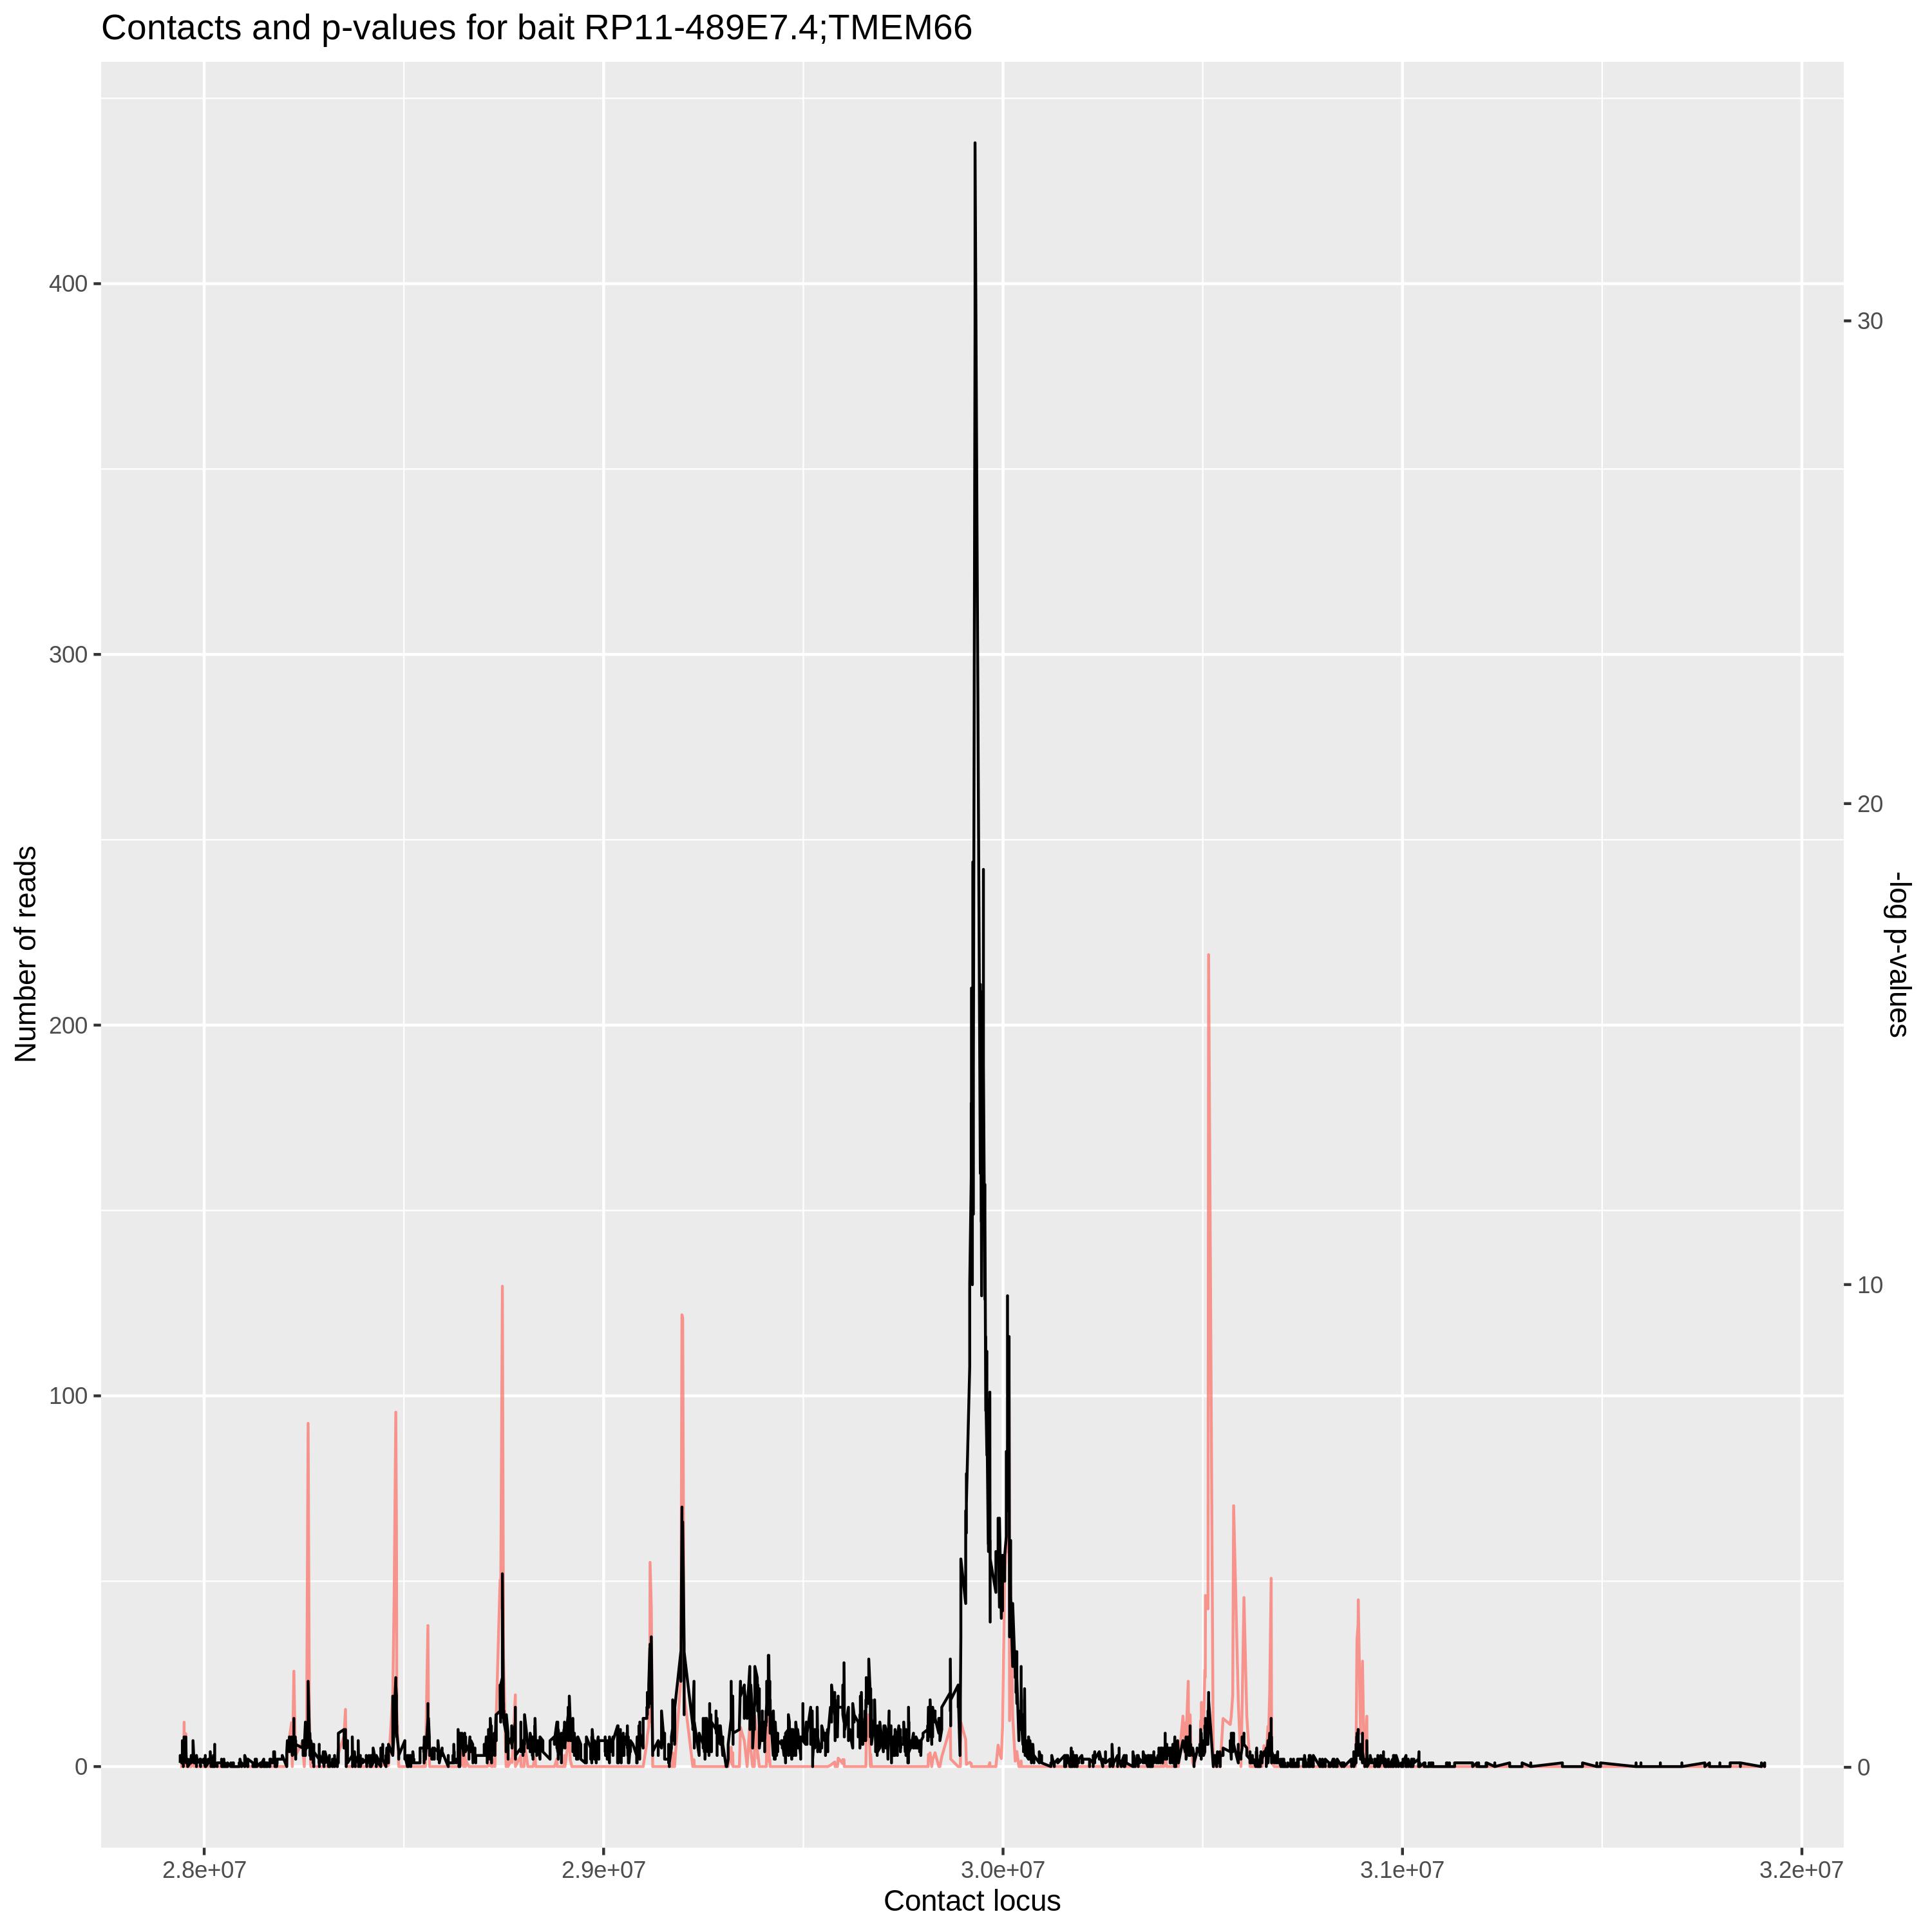 Contacts and p-values for bait RP11-489E7.4;TMEM66
Number of reads
400
300
200
100
0
-log p-values
30
20
10
0
2.8e+07
2.9e+07
3.0e+07
3.1e+07
3.2e+07
Contact locus